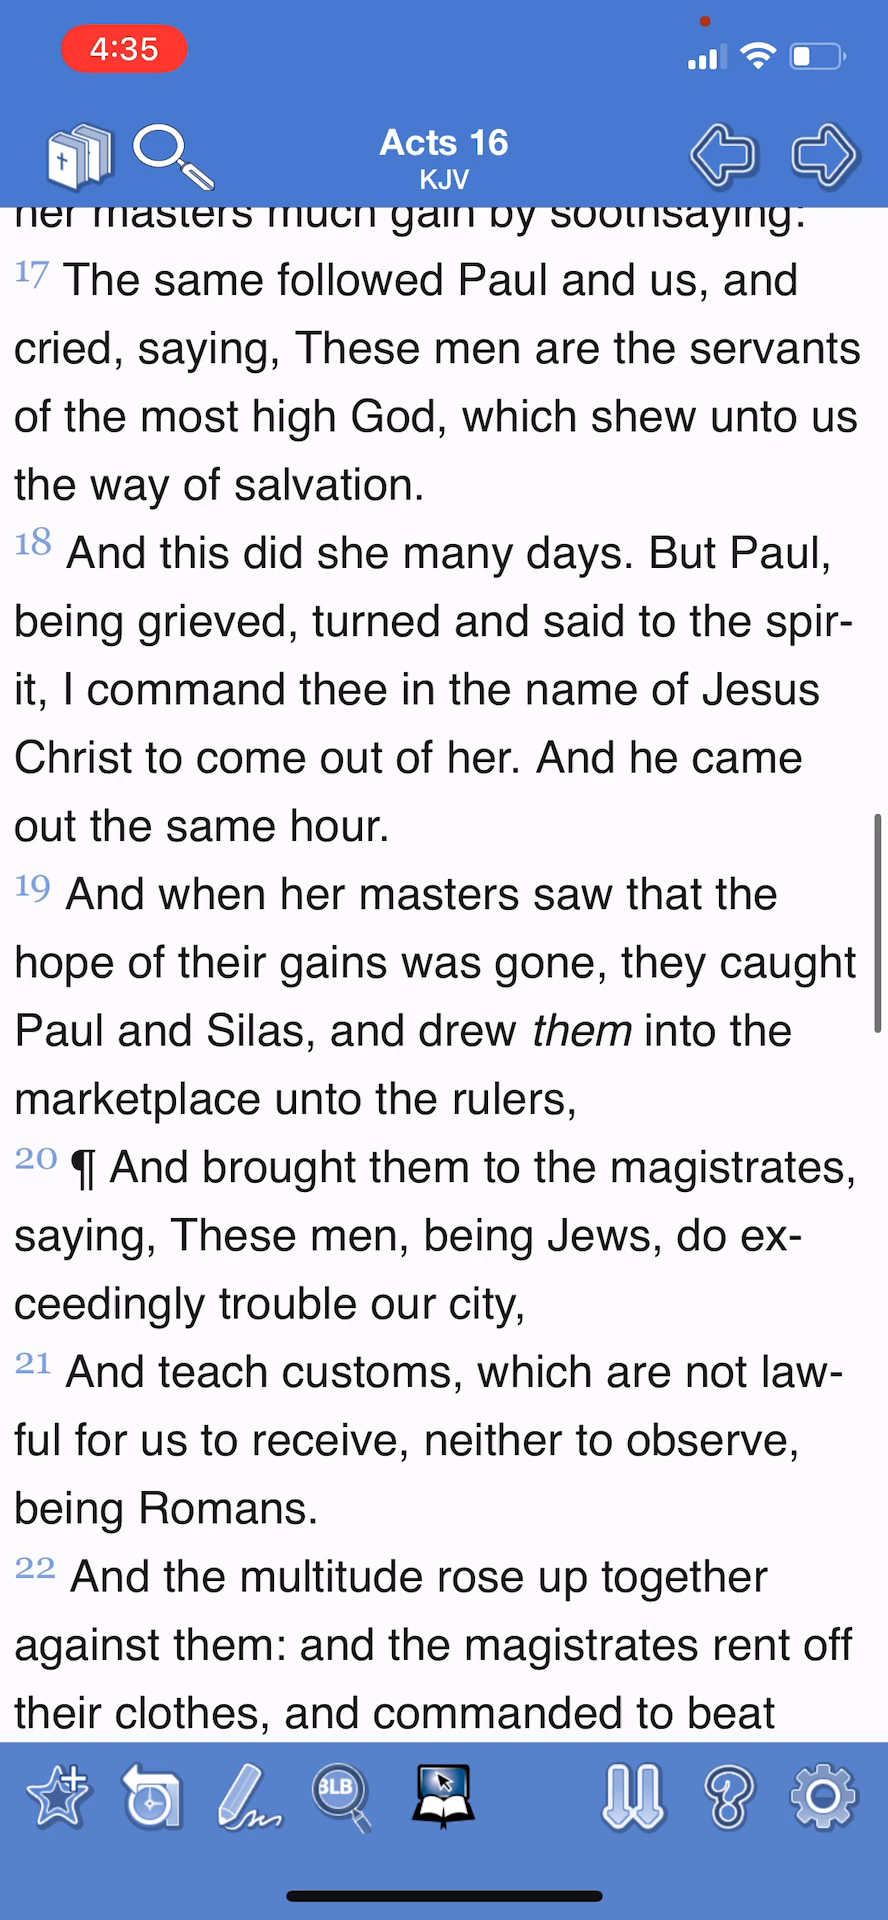 4:35
Acts 16
KJV
her masters much gain by soothsaying:
17 The same followed Paul and us, and
cried, saying, These men are the servants
of the most high God, which shew unto us
the way of salvation.
18 And this did she many days. But Paul,
being grieved, turned and said to the spir-
it, I command thee in the name of Jesus
Christ to come out of her. And he came
out the same hour.
19 And when her masters saw that the
hope of their gains was gone, they caught
Paul and Silas, and drew them into the
marketplace unto the rulers,
20 ¶ And brought them to the magistrates,
saying, These men, being Jews, do ex-
ceedingly trouble our city,
21 And teach customs, which are not law-
ful for us to receive, neither to observe,
being Romans.
22 And the multitude rose up together
against them: and the magistrates rent off
their clothes, and commanded to beat
BLB